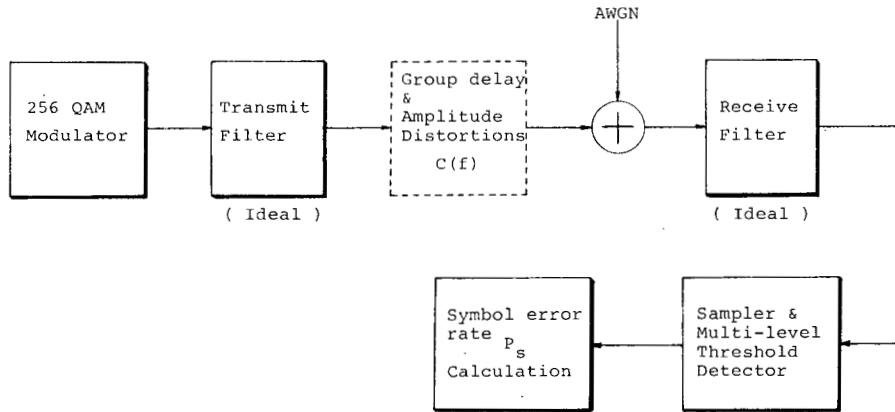 AWGN
256 QAM
Modulator
Transmit
Filter
( Ideal )
Group delay
&
Amplitude
Distortions
C(f)
Receive
Filter
( Ideal )
Symbol error
rate P_s
Calculation
Sampler &
Multi-level
Threshold
Detector